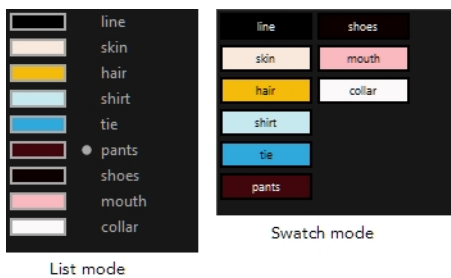 line
skin
hair
shirt
tie
pants
shoes
mouth
collar
List mode
line shoes
skin mouth
hair collar
shirt
tie
pants
Swatch mode